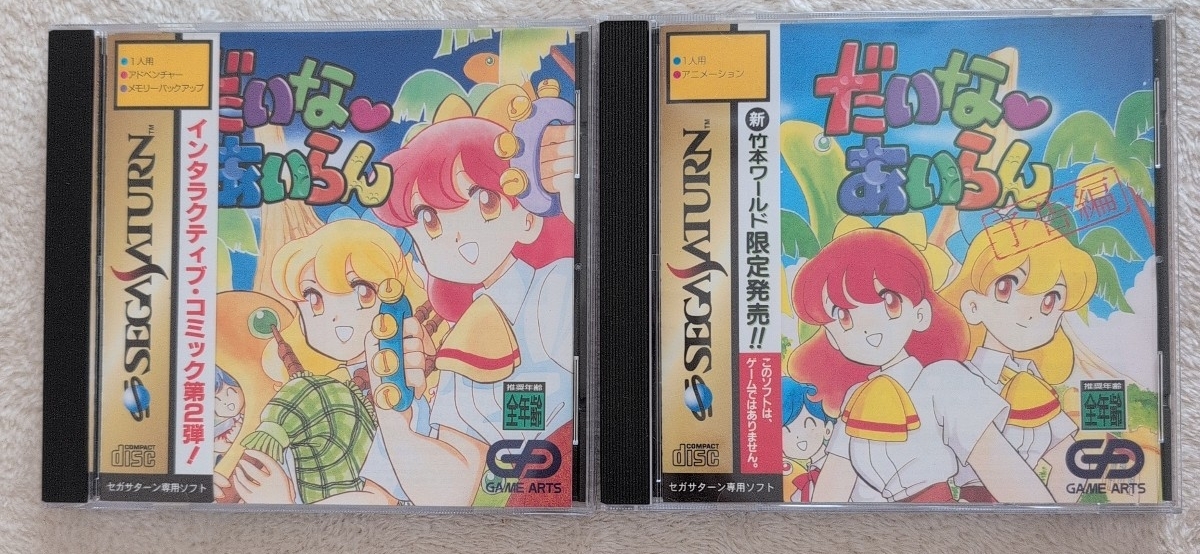 1人用
アドベンチャー
メモリーバックアップ
SEGA SATURN™
インタラクティブ・コミック第2弾!
だいな
あいらん
推奨年齢
全年齢
GAME ARTS
COMPACT
disc
セガサターン専用ソフト
1人用
アニメーション
SEGA SATURN™
新竹本ワールド限定発売!!
このソフトは、
ゲームではありません。
だいな
あいらん
予告編
推奨年齢
全年齢
GAME ARTS
COMPACT
disc
セガサターン専用ソフト